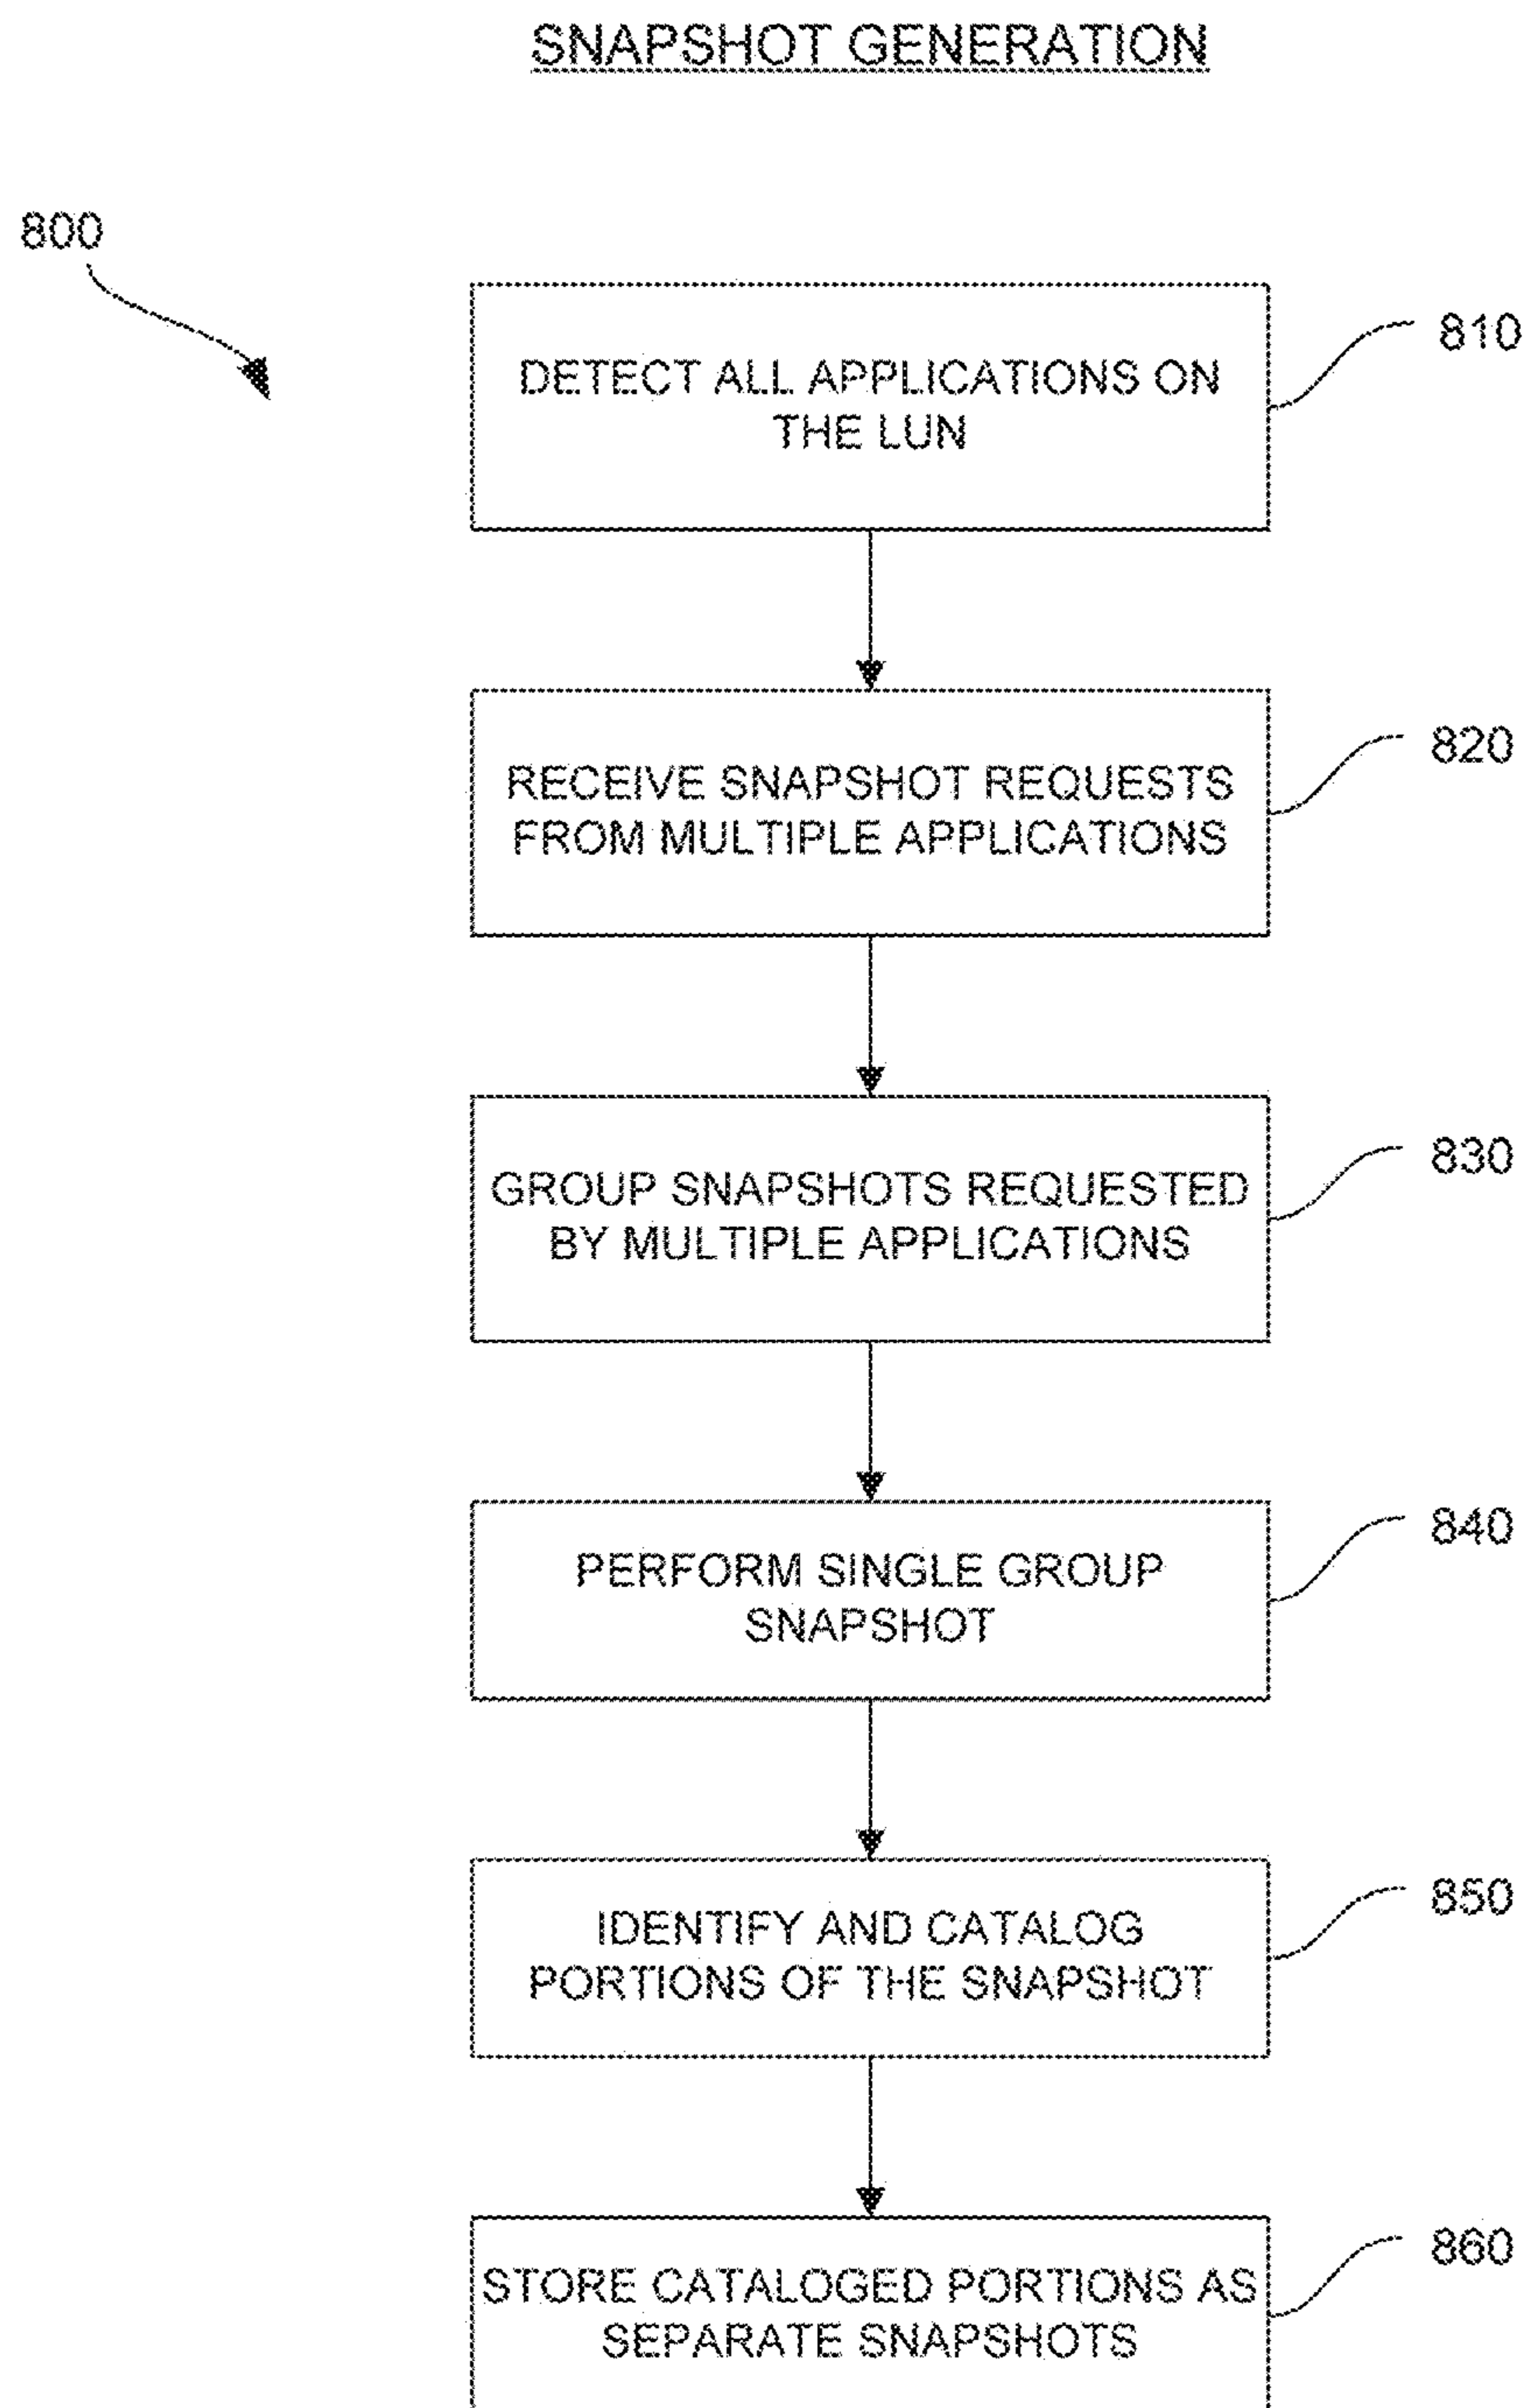 SNAPSHOT GENERATION
800
DETECT ALL APPLICATIONS ON
THE LUN
810
RECEIVE SNAPSHOT REQUESTS
FROM MULTIPLE APPLICATIONS
820
GROUP SNAPSHOTS REQUESTED
BY MULTIPLE APPLICATIONS
830
PERFORM SINGLE GROUP
SNAPSHOT
840
IDENTIFY AND CATALOG
PORTIONS OF THE SNAPSHOT
850
STORE CATALOGED PORTIONS AS
SEPARATE SNAPSHOTS
860